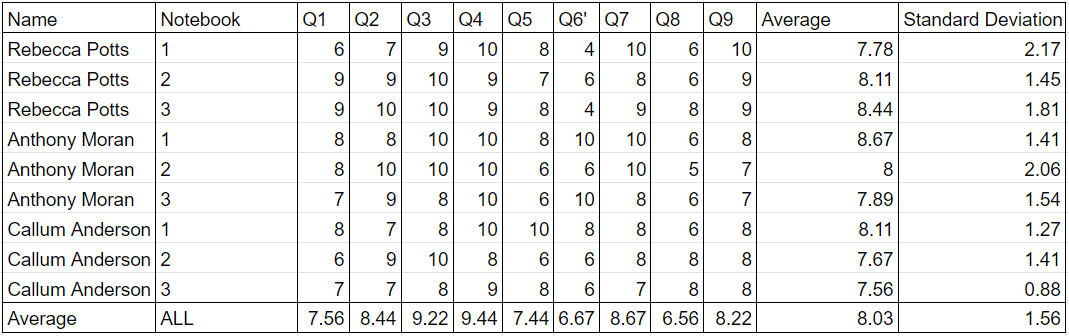 Name Notebook Q1 Q2 Q3 Q4 Q5 Q6' Q7 Q8 Q9 Average Standard Deviation
Rebecca Potts 1 6 7 9 10 8 4 10 6 10 7.78 2.17
Rebecca Potts 2 9 9 10 9 7 6 8 6 9 8.11 1.45
Rebecca Potts 3 9 10 10 9 8 4 9 8 9 8.44 1.81
Anthony Moran 1 8 8 10 10 8 10 10 6 8 8.67 1.41
Anthony Moran 2 8 10 10 10 6 6 10 5 7 8 2.06
Anthony Moran 3 7 9 8 10 6 10 8 6 7 7.89 1.54
Callum Anderson 1 8 7 8 10 10 8 8 6 8 8.11 1.27
Callum Anderson 2 6 9 10 8 6 6 8 8 8 7.67 1.41
Callum Anderson 3 7 7 8 9 8 6 7 8 8 7.56 0.88
Average ALL 7.56 8.44 9.22 9.44 7.44 6.67 8.67 6.56 8.22 8.03 1.56